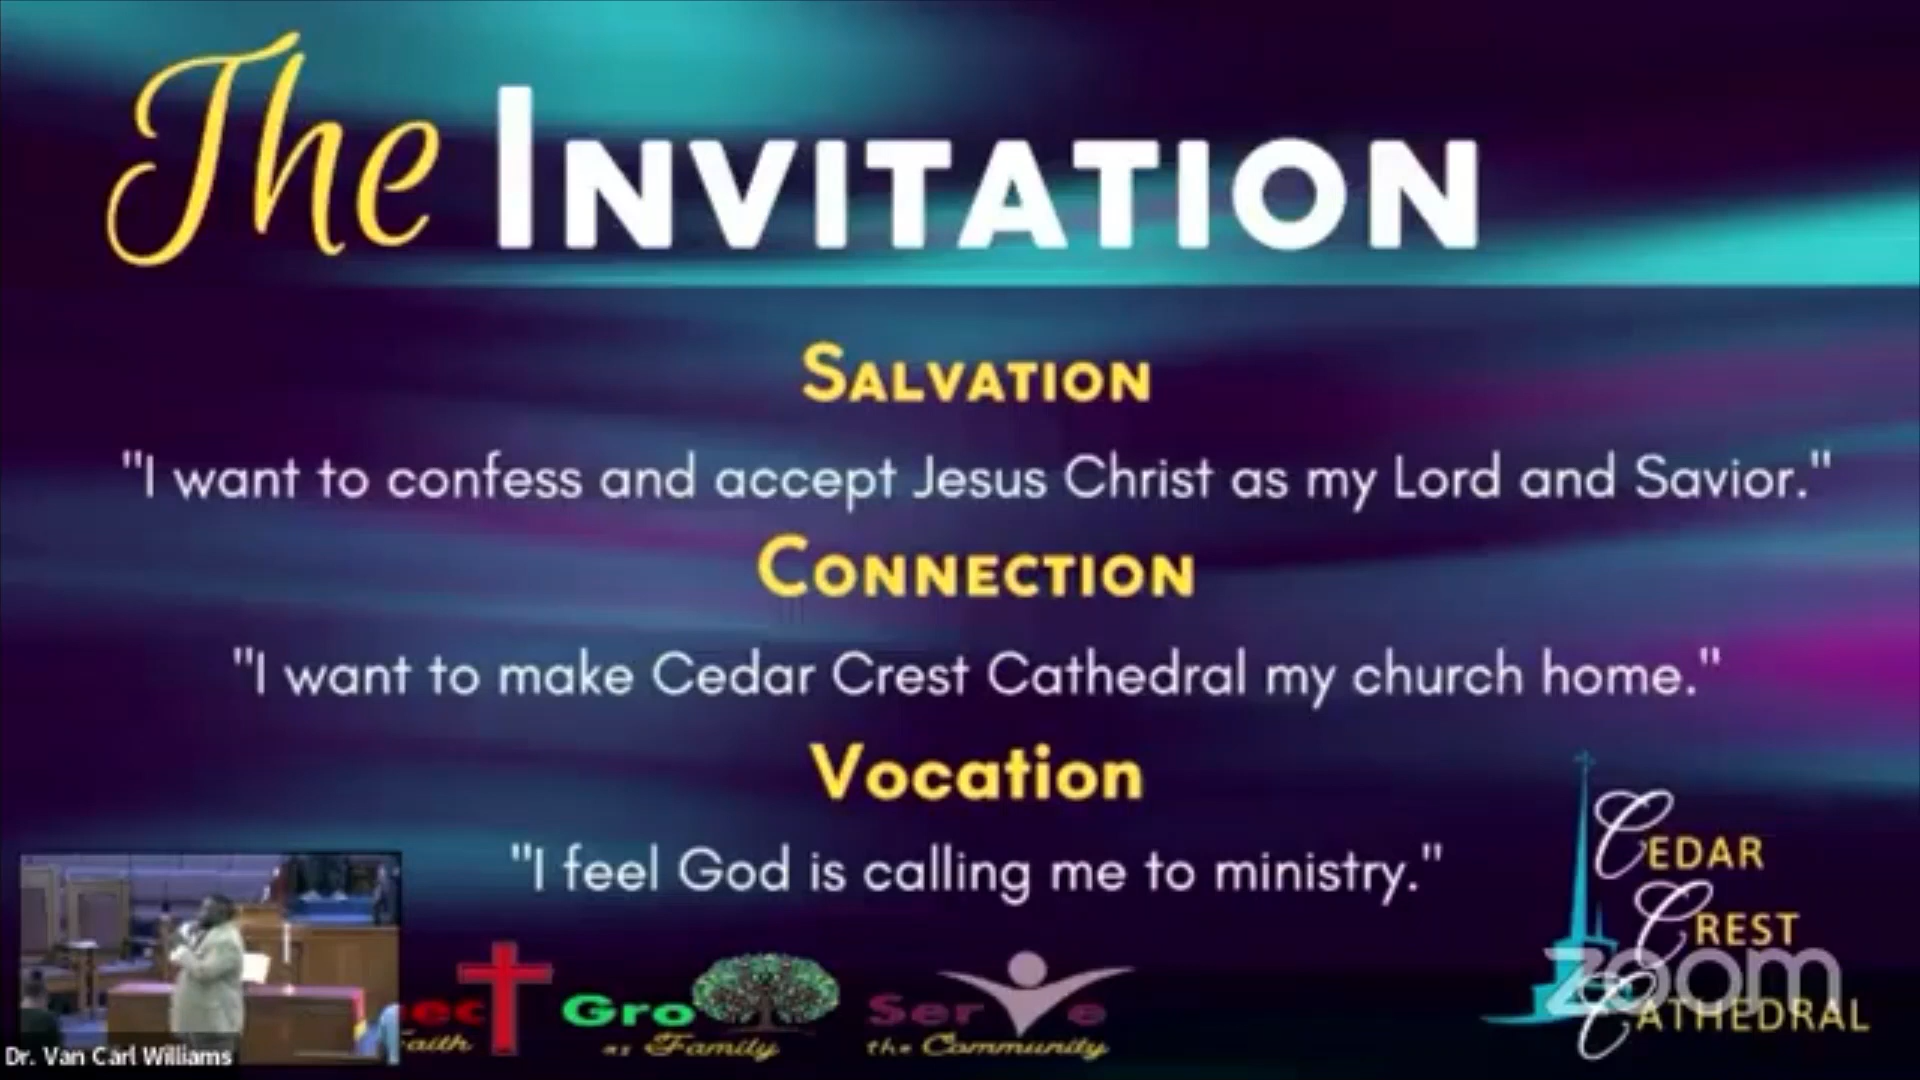 The INVITATION
SALVATION
"I want to confess and accept Jesus Christ as my Lord and Savior."
CONNECTION
"I want to make Cedar Crest Cathedral my church home."
Vocation
"I feel God is calling me to ministry."
CEDAR
CREST
CATHEDRAL
zoom
ect
Faith
Gro
as Family
Serve
the Community
Dr. Van Carl Williams